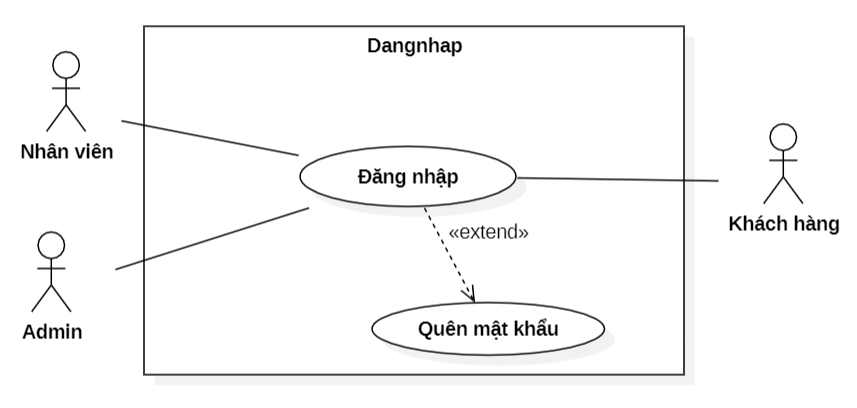 Dangnhap
Nhân viên
Đăng nhập
Khách hàng
«extend»
Admin
Quên mật khẩu